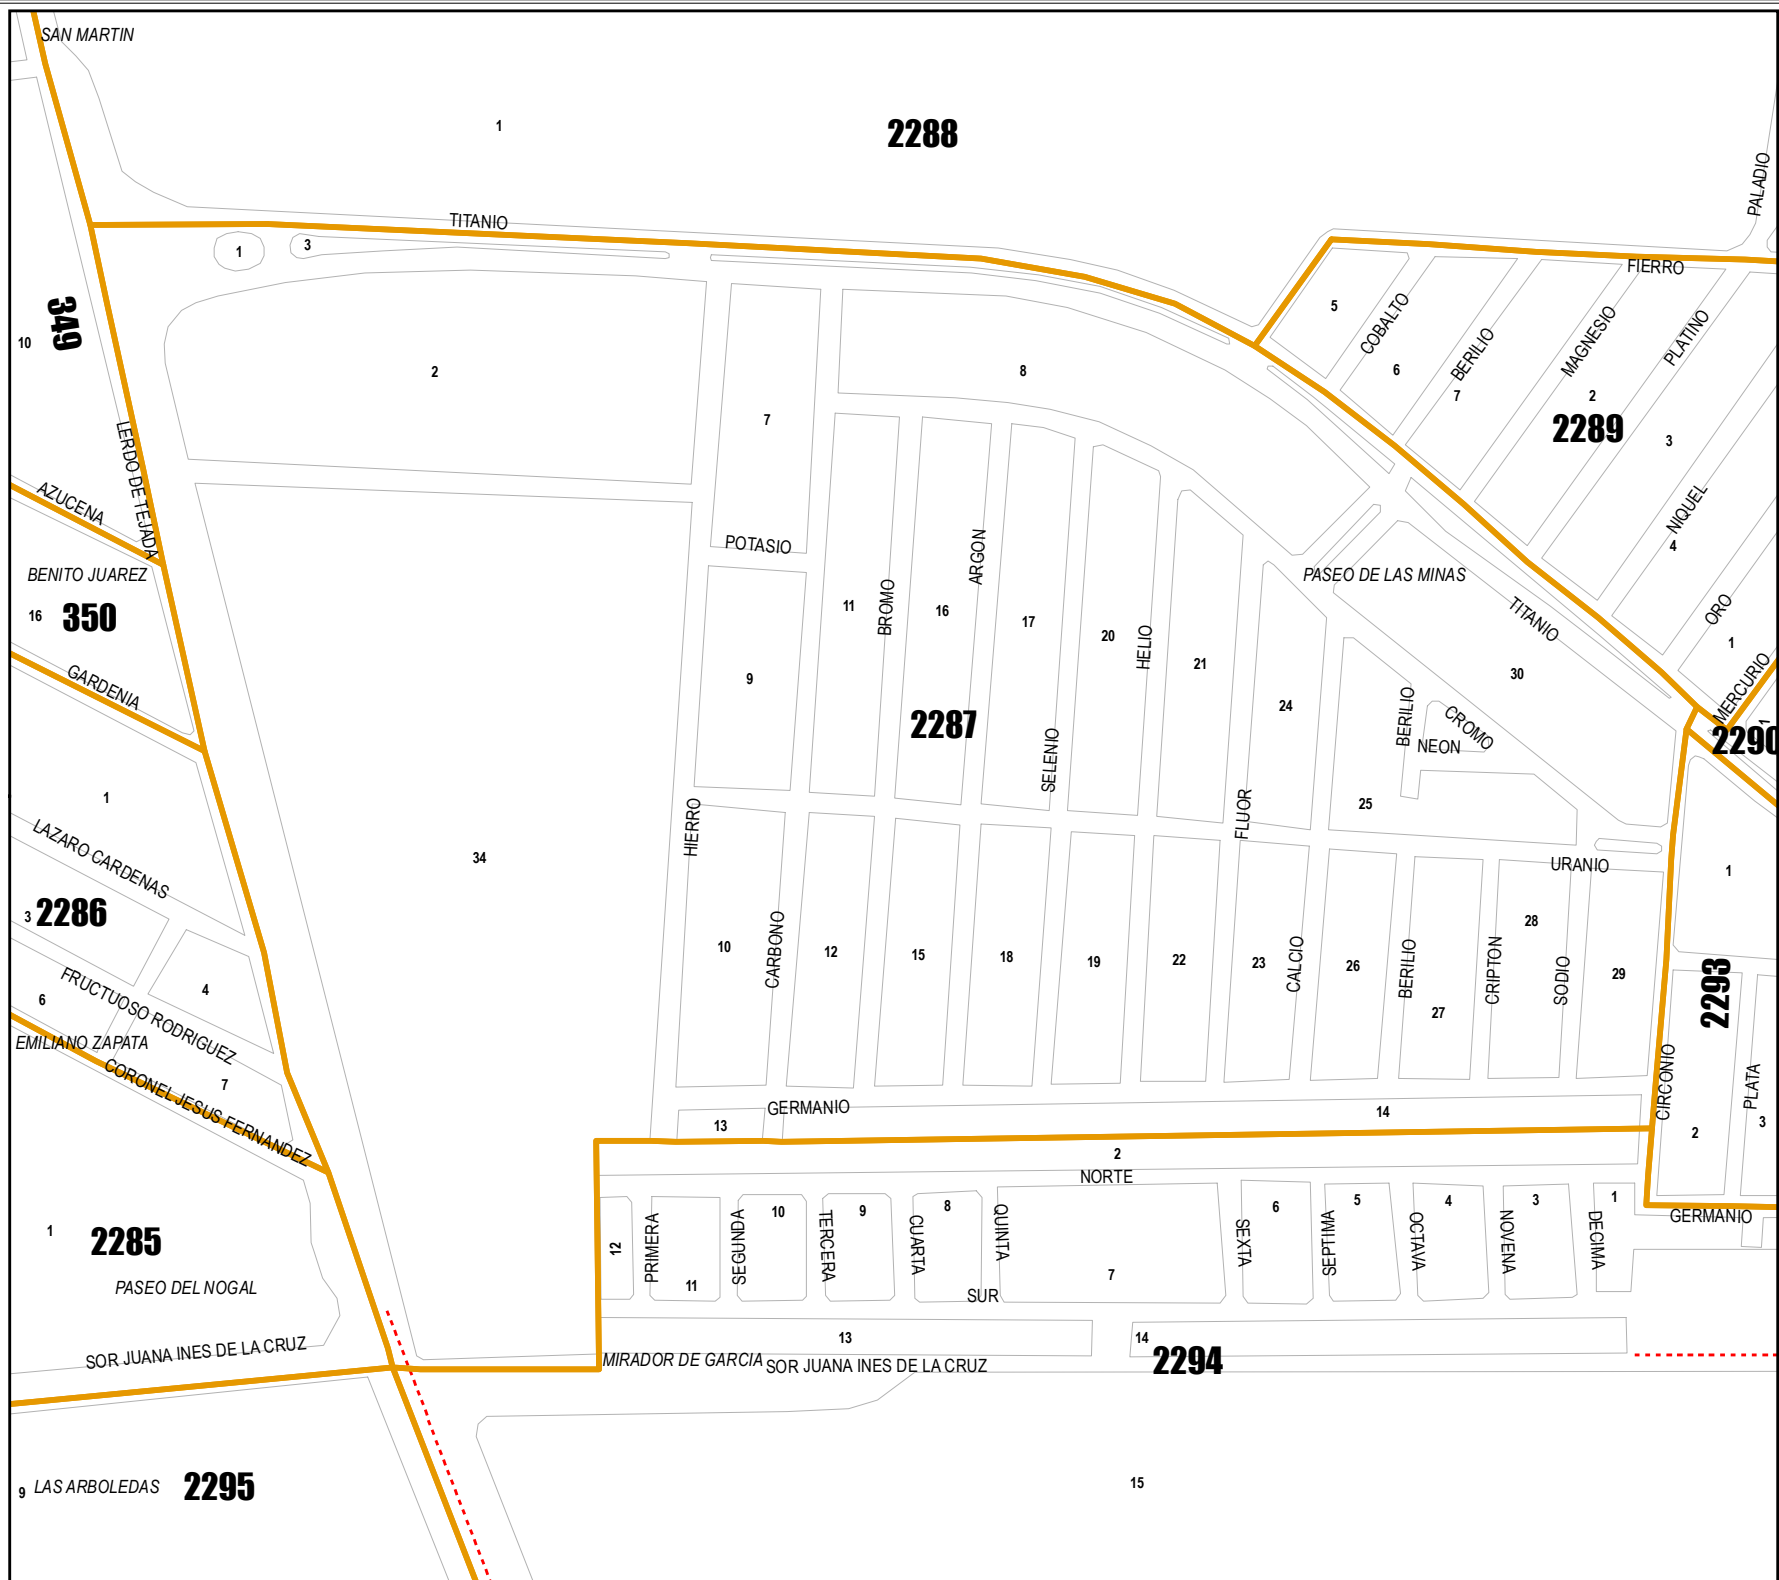 SAN MARTIN
1
2288
PALADIO
TITANIO
1
3
FIERRO
349
10
5
COBALTO
BERILIO
MAGNESIO
PLATINO
2
8
6
7
2
7
2289
3
LERDO DE TEJADA
AZUCENA
NIQUEL
4
POTASIO
ARGON
BENITO JUAREZ
PASEO DE LAS MINAS
16
350
11
BROMO
16
17
20
HELIO
TITANIO
ORO
1
21
GARDENIA
9
30
MERCURIO
24
BERILIO
CROMO
NEON
2287
1
2290
SELENIO
1
25
FLUOR
HIERRO
LAZARO CARDENAS
34
URANIO
1
3
2286
28
10
CARBONO
12
15
18
19
22
23
CALCIO
26
BERILIO
CRIPTON
SODIO
29
2293
4
FRUCTUOSO RODRIGUEZ
6
27
EMILIANO ZAPATA
CORONEL JESUS FERNANDEZ
7
CIRCONIO
PLATA
GERMANIO
14
13
2
3
2
NORTE
1
2285
12
PRIMERA
11
SEGUNDA
10
TERCERA
9
CUARTA
8
QUINTA
7
SEXTA
6
SEPTIMA
5
OCTAVA
4
NOVENA
3
DECIMA
1
GERMANIO
PASEO DEL NOGAL
SUR
13
14
SOR JUANA INES DE LA CRUZ
MIRADOR DE GARCIA
SOR JUANA INES DE LA CRUZ
2294
9
LAS ARBOLEDAS
2295
15